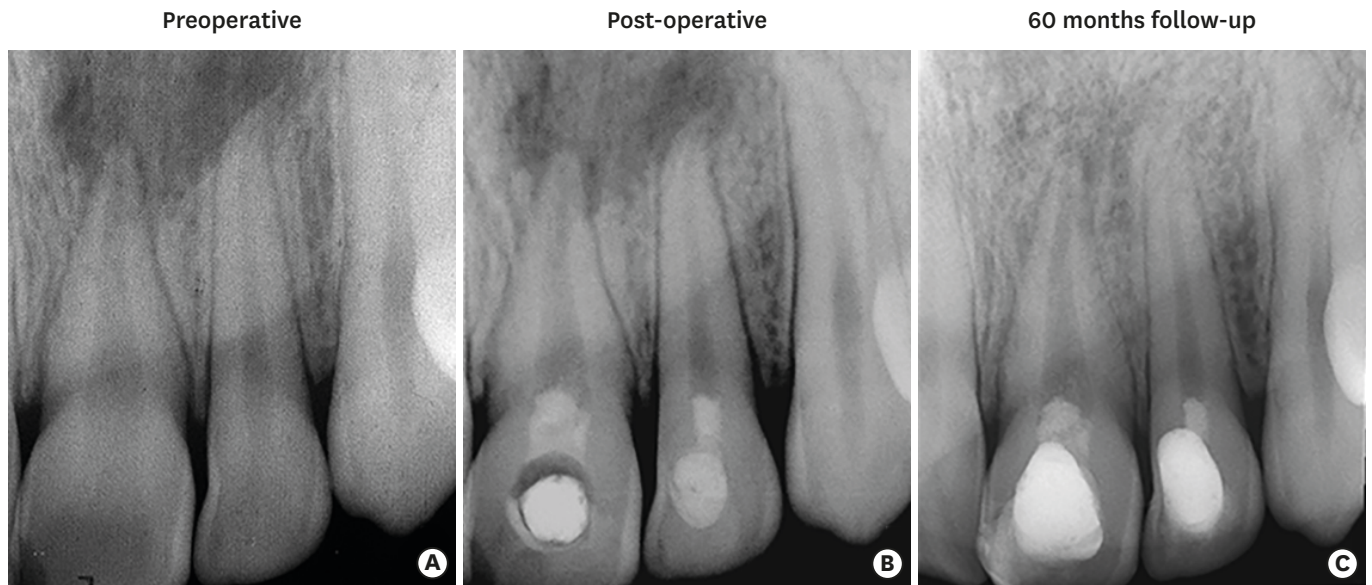 Preoperative
Post-operative
60 months follow-up
A
B
C